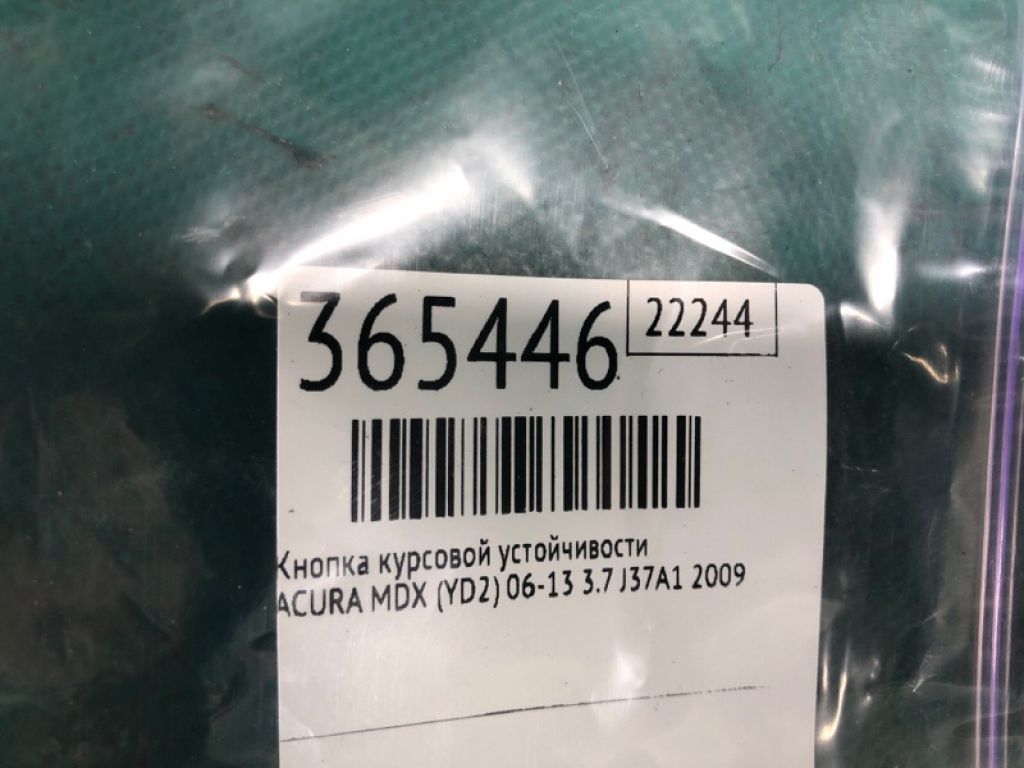 365446 22244
Кнопка курсовой устойчивости
ACURA MDX (YD2) 06-13 3.7 J37A1 2009